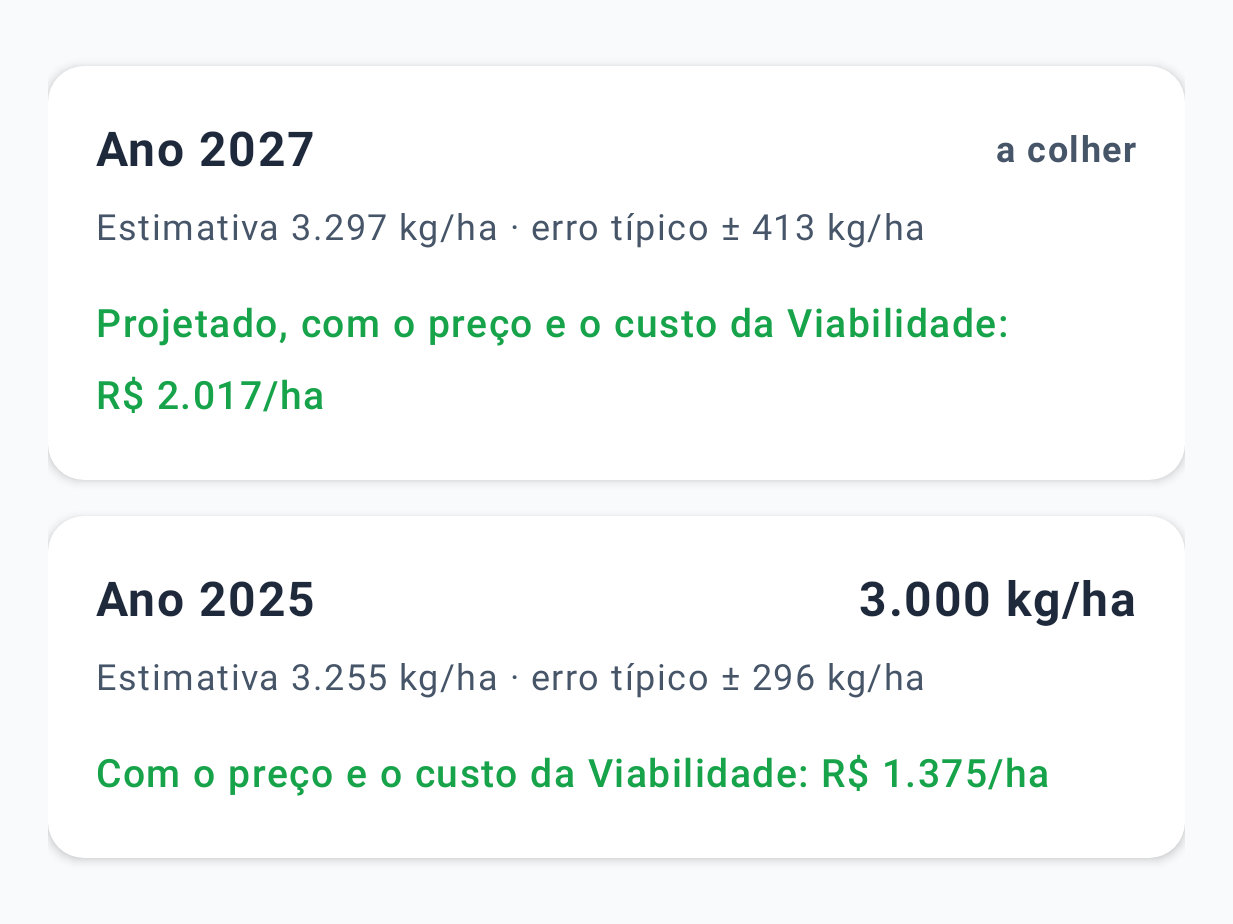 Ano 2027
a colher
Estimativa 3.297 kg/ha · erro típico ± 413 kg/ha
Projetado, com o preço e o custo da Viabilidade:
R$ 2.017/ha
Ano 2025
3.000 kg/ha
Estimativa 3.255 kg/ha · erro típico ± 296 kg/ha
Com o preço e o custo da Viabilidade: R$ 1.375/ha